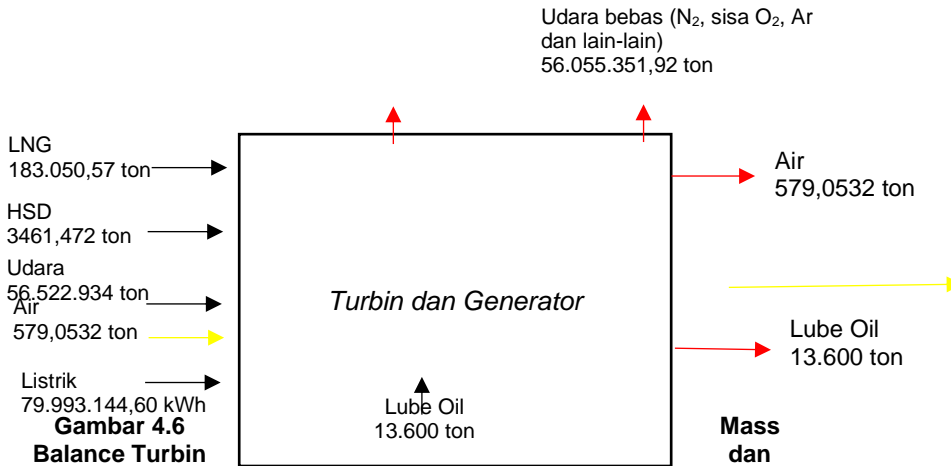 Udara bebas (N₂, sisa O₂, Ar
dan lain-lain)
56.055.351,92 ton
LNG
183.050,57 ton
HSD
3461,472 ton
Udara
56.522.934 ton
Air
579,0532 ton
Listrik
79.993.144,60 kWh
Turbin dan Generator
Lube Oil
13.600 ton
Air
579,0532 ton
Lube Oil
13.600 ton
Gambar 4.6
Balance Turbin
Mass
dan